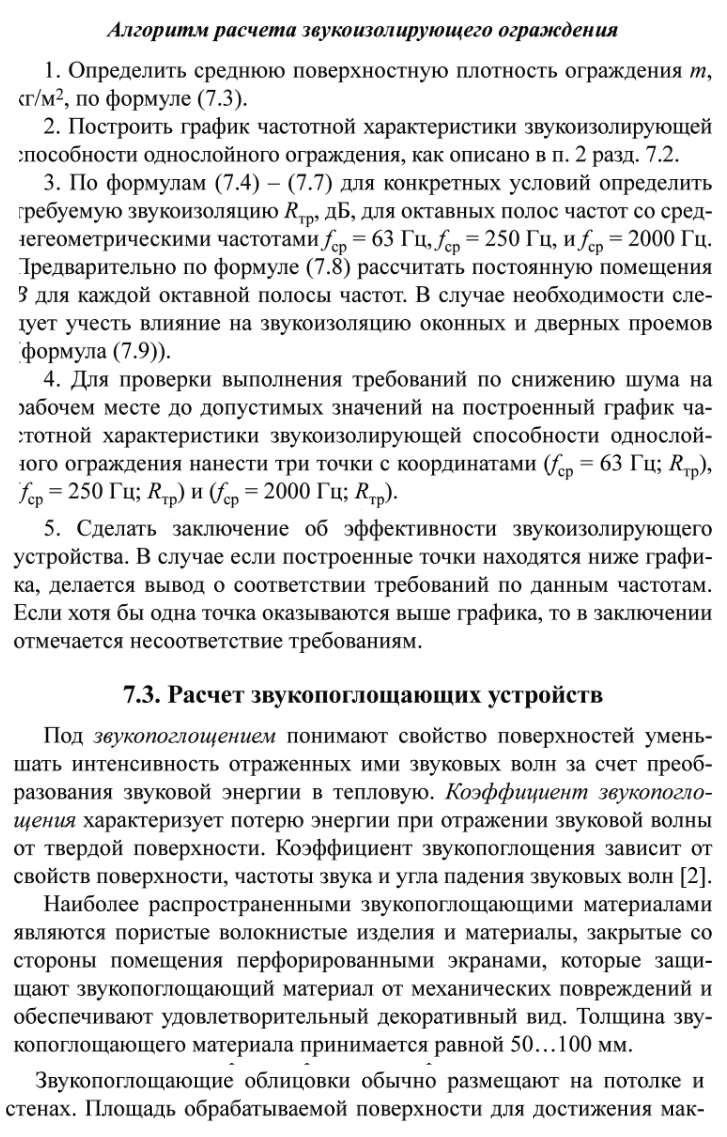 Алгоритм расчета звукоизолирующего ограждения
1. Определить среднюю поверхностную плотность ограждения m,
кг/м², по формуле (7.3).
2. Построить график частотной характеристики звукоизолирующей
способности однослойного ограждения, как описано в п. 2 разд. 7.2.
3. По формулам (7.4) – (7.7) для конкретных условий определить
требуемую звукоизоляцию Rтр, дБ, для октавных полос частот со сред-
негеометрическими частотами fср = 63 Гц, fср = 250 Гц, и fср = 2000 Гц.
Предварительно по формуле (7.8) рассчитать постоянную помещения
B для каждой октавной полосы частот. В случае необходимости сле-
дует учесть влияние на звукоизоляцию оконных и дверных проемов
(формула (7.9)).
4. Для проверки выполнения требований по снижению шума на
рабочем месте до допустимых значений на построенный график ча-
стотной характеристики звукоизолирующей способности однослой-
ного ограждения нанести три точки с координатами (fср = 63 Гц; Rтр),
(fср = 250 Гц; Rтр) и (fср = 2000 Гц; Rтр).
5. Сделать заключение об эффективности звукоизолирующего
устройства. В случае если построенные точки находятся ниже графи-
ка, делается вывод о соответствии требований по данным частотам.
Если хотя бы одна точка оказываются выше графика, то в заключении
отмечается несоответствие требованиям.
7.3. Расчет звукопоглощающих устройств
Под звукопоглощением понимают свойство поверхностей умень-
шать интенсивность отраженных ими звуковых волн за счет преоб-
разования звуковой энергии в тепловую. Коэффициент звукопогло-
щения характеризует потерю энергии при отражении звуковой волны
от твердой поверхности. Коэффициент звукопоглощения зависит от
свойств поверхности, частоты звука и угла падения звуковых волн [2].
Наиболее распространенными звукопоглощающими материалами
являются пористые волокнистые изделия и материалы, закрытые со
стороны помещения перфорированными экранами, которые защи-
щают звукопоглощающий материал от механических повреждений и
обеспечивают удовлетворительный декоративный вид. Толщина зву-
копоглощающего материала принимается равной 50…100 мм.
Звукопоглощающие облицовки обычно размещают на потолке и
стенах. Площадь обрабатываемой поверхности для достижения мак-